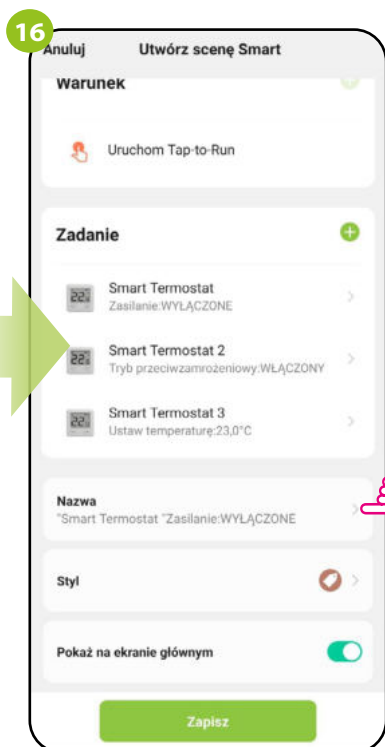 16
Anuluj Utwórz scenę Smart
Warunek
Uruchom Tap-to-Run
Zadanie
Smart Termostat
Zasilanie:WYŁĄCZONE
Smart Termostat 2
Tryb przeciwzamrożeniowy:WŁĄCZONY
Smart Termostat 3
Ustaw temperaturę:23,0°C
Nazwa
"Smart Termostat "Zasilanie:WYŁĄCZONE
Styl
Pokaż na ekranie głównym
Zapisz